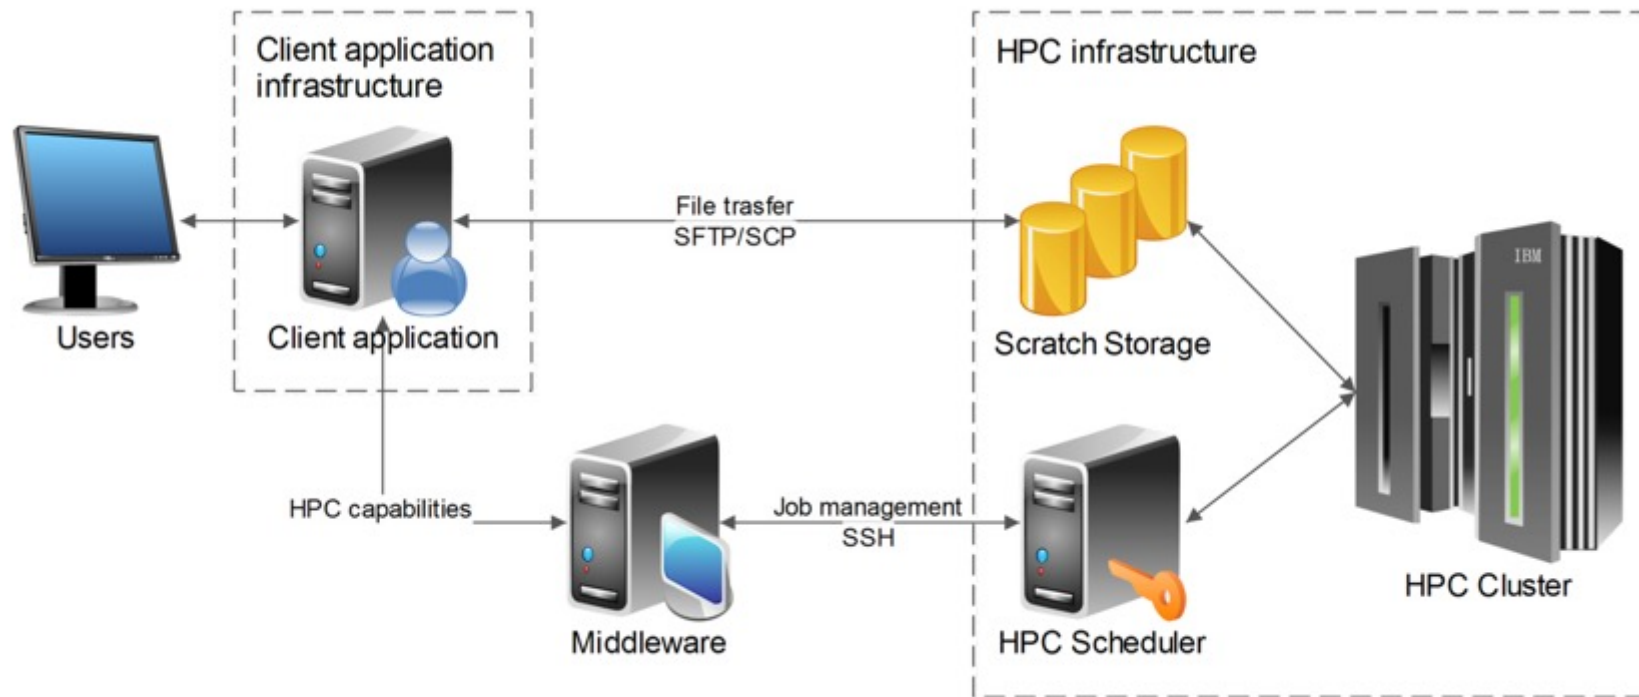 Client application
infrastructure
HPC infrastructure
File trasfer
SFTP/SCP
IBM
Users
Client application
Scratch Storage
HPC capabilities
Job management
SSH
HPC Cluster
Middleware
HPC Scheduler